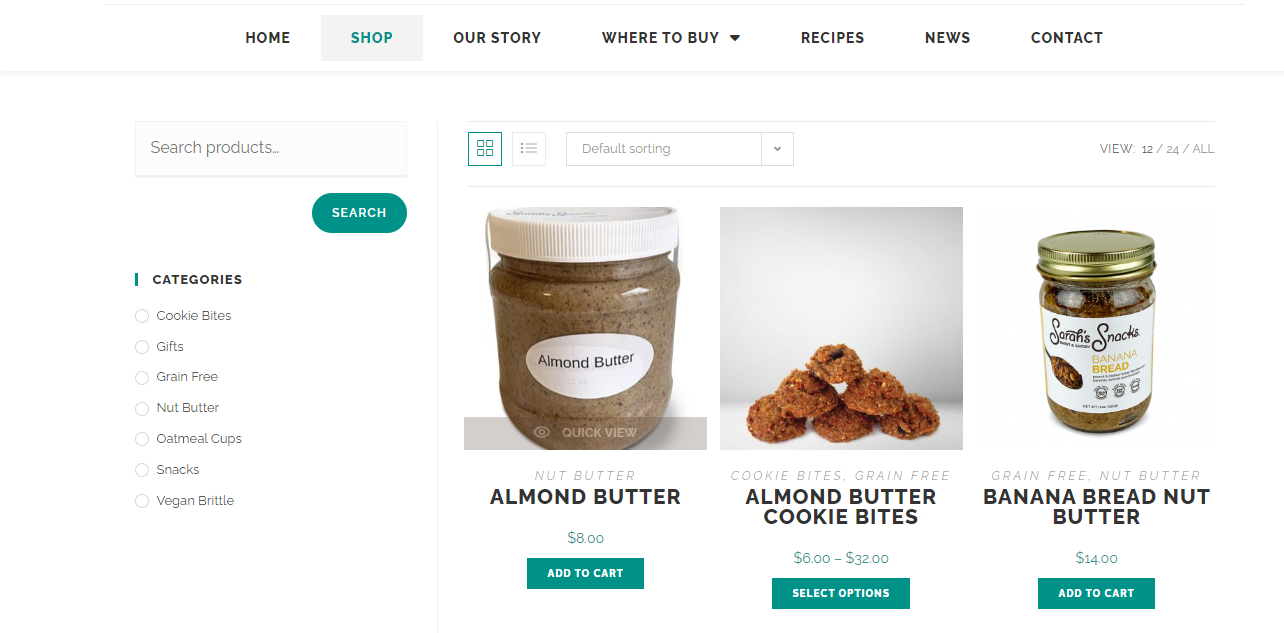 HOME SHOP OUR STORY WHERE TO BUY RECIPES NEWS CONTACT
Search products…
SEARCH
CATEGORIES
Cookie Bites
Gifts
Grain Free
Nut Butter
Oatmeal Cups
Snacks
Vegan Brittle
Default sorting
VIEW: 12 / 24 / ALL
Sarah's Snacks
Almond Butter
QUICK VIEW
NUT BUTTER
ALMOND BUTTER
$8.00
ADD TO CART
COOKIE BITES, GRAIN FREE
ALMOND BUTTER
COOKIE BITES
$6.00 – $32.00
SELECT OPTIONS
Sarah's Snacks
SWEET & SAVORY
BANANA
BREAD
GRAIN FREE, NUT BUTTER
BANANA BREAD NUT
BUTTER
$14.00
ADD TO CART